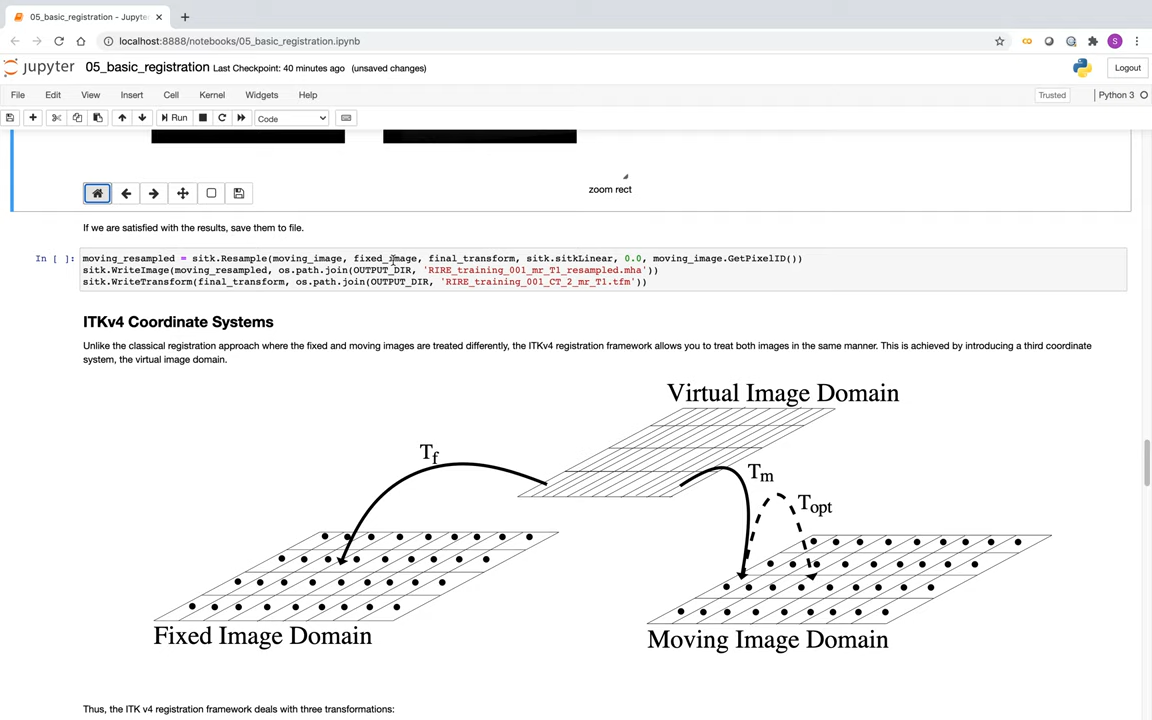 05_basic_registration - Jupyte
localhost:8888/notebooks/05_basic_registration.ipynb
S
jupyter 05_basic_registration Last Checkpoint: 40 minutes ago (unsaved changes)
Logout
File Edit View Insert Cell Kernel Widgets Help
Trusted
Python 3
Run
Code
zoom rect
If we are satisfied with the results, save them to file.
In [ ]: moving_resampled = sitk.Resample(moving_image, fixed_image, final_transform, sitk.sitkLinear, 0.0, moving_image.GetPixelID())
sitk.WriteImage(moving_resampled, os.path.join(OUTPUT_DIR, 'RIRE_training_001_mr_T1_resampled.mha'))
sitk.WriteTransform(final_transform, os.path.join(OUTPUT_DIR, 'RIRE_training_001_CT_2_mr_T1.tfm'))
ITKv4 Coordinate Systems
Unlike the classical registration approach where the fixed and moving images are treated differently, the ITKv4 registration framework allows you to treat both images in the same manner. This is achieved by introducing a third coordinate
system, the virtual image domain.
Virtual Image Domain
Tf
Tm
Topt
Fixed Image Domain
Moving Image Domain
Thus, the ITK v4 registration framework deals with three transformations: